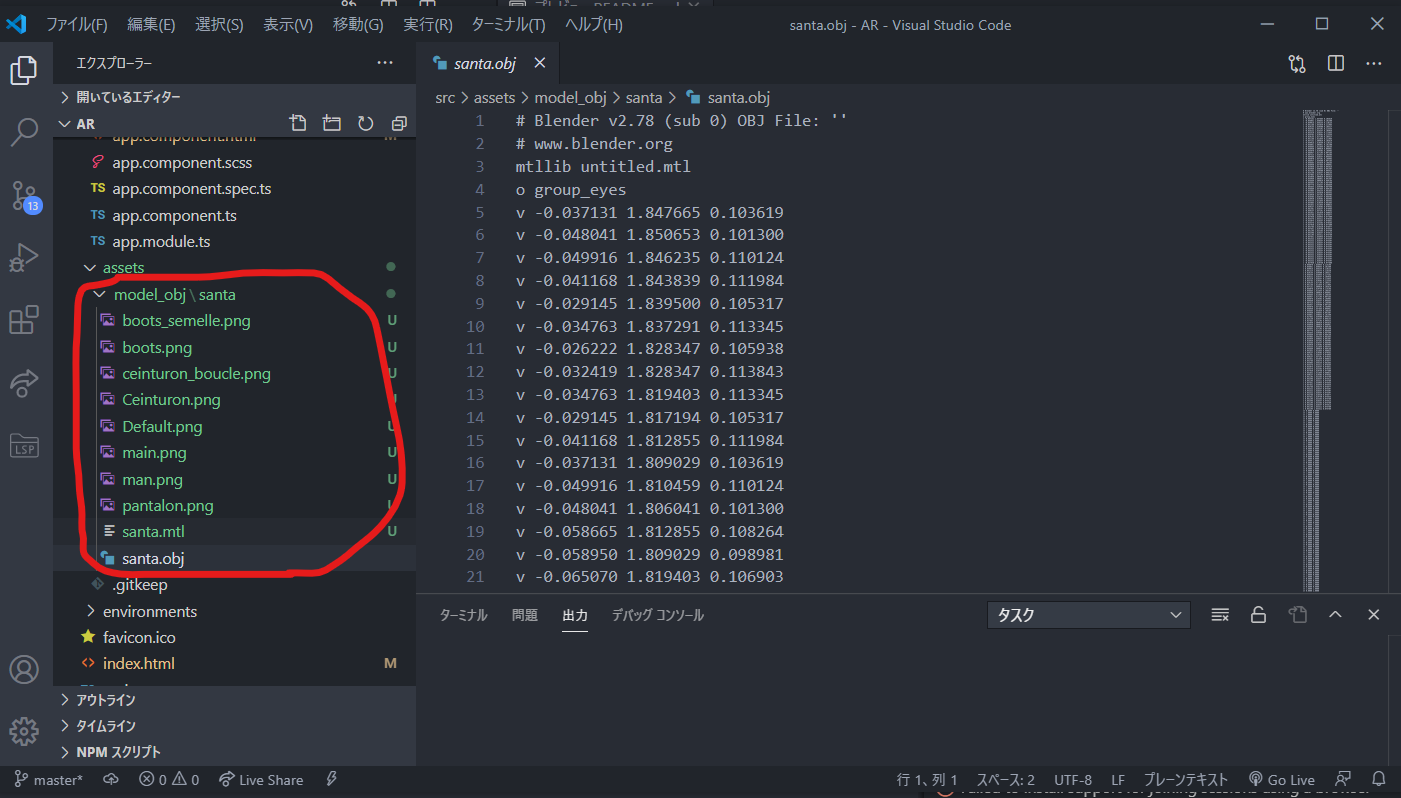 ファイル(F) 編集(E) 選択(S) 表示(V) 移動(G) 実行(R) ターミナル(T) ヘルプ(H) santa.obj - AR - Visual Studio Code
エクスプローラー
santa.obj
開いているエディター
src > assets > model_obj > santa > santa.obj
AR
app.component.html
app.component.scss
TS app.component.spec.ts
TS app.component.ts
TS app.module.ts
assets
model_obj \ santa
boots_semelle.png U
boots.png U
ceinturon_boucle.png U
Ceinturon.png U
Default.png U
main.png U
man.png U
pantalon.png U
santa.mtl U
santa.obj
.gitkeep
environments
favicon.ico
index.html M
アウトライン
タイムライン
NPM スクリプト
13
LSP
1 # Blender v2.78 (sub 0) OBJ File: ''
2 # www.blender.org
3 mtllib untitled.mtl
4 o group_eyes
5 v -0.037131 1.847665 0.103619
6 v -0.048041 1.850653 0.101300
7 v -0.049916 1.846235 0.110124
8 v -0.041168 1.843839 0.111984
9 v -0.029145 1.839500 0.105317
10 v -0.034763 1.837291 0.113345
11 v -0.026222 1.828347 0.105938
12 v -0.032419 1.828347 0.113843
13 v -0.034763 1.819403 0.113345
14 v -0.029145 1.817194 0.105317
15 v -0.041168 1.812855 0.111984
16 v -0.037131 1.809029 0.103619
17 v -0.049916 1.810459 0.110124
18 v -0.048041 1.806041 0.101300
19 v -0.058665 1.812855 0.108264
20 v -0.058950 1.809029 0.098981
21 v -0.065070 1.819403 0.106903
ターミナル 問題 出力 デバッグ コンソール タスク
master* 0 0 Live Share 行 1、列 1 スペース: 2 UTF-8 LF プレーンテキスト Go Live